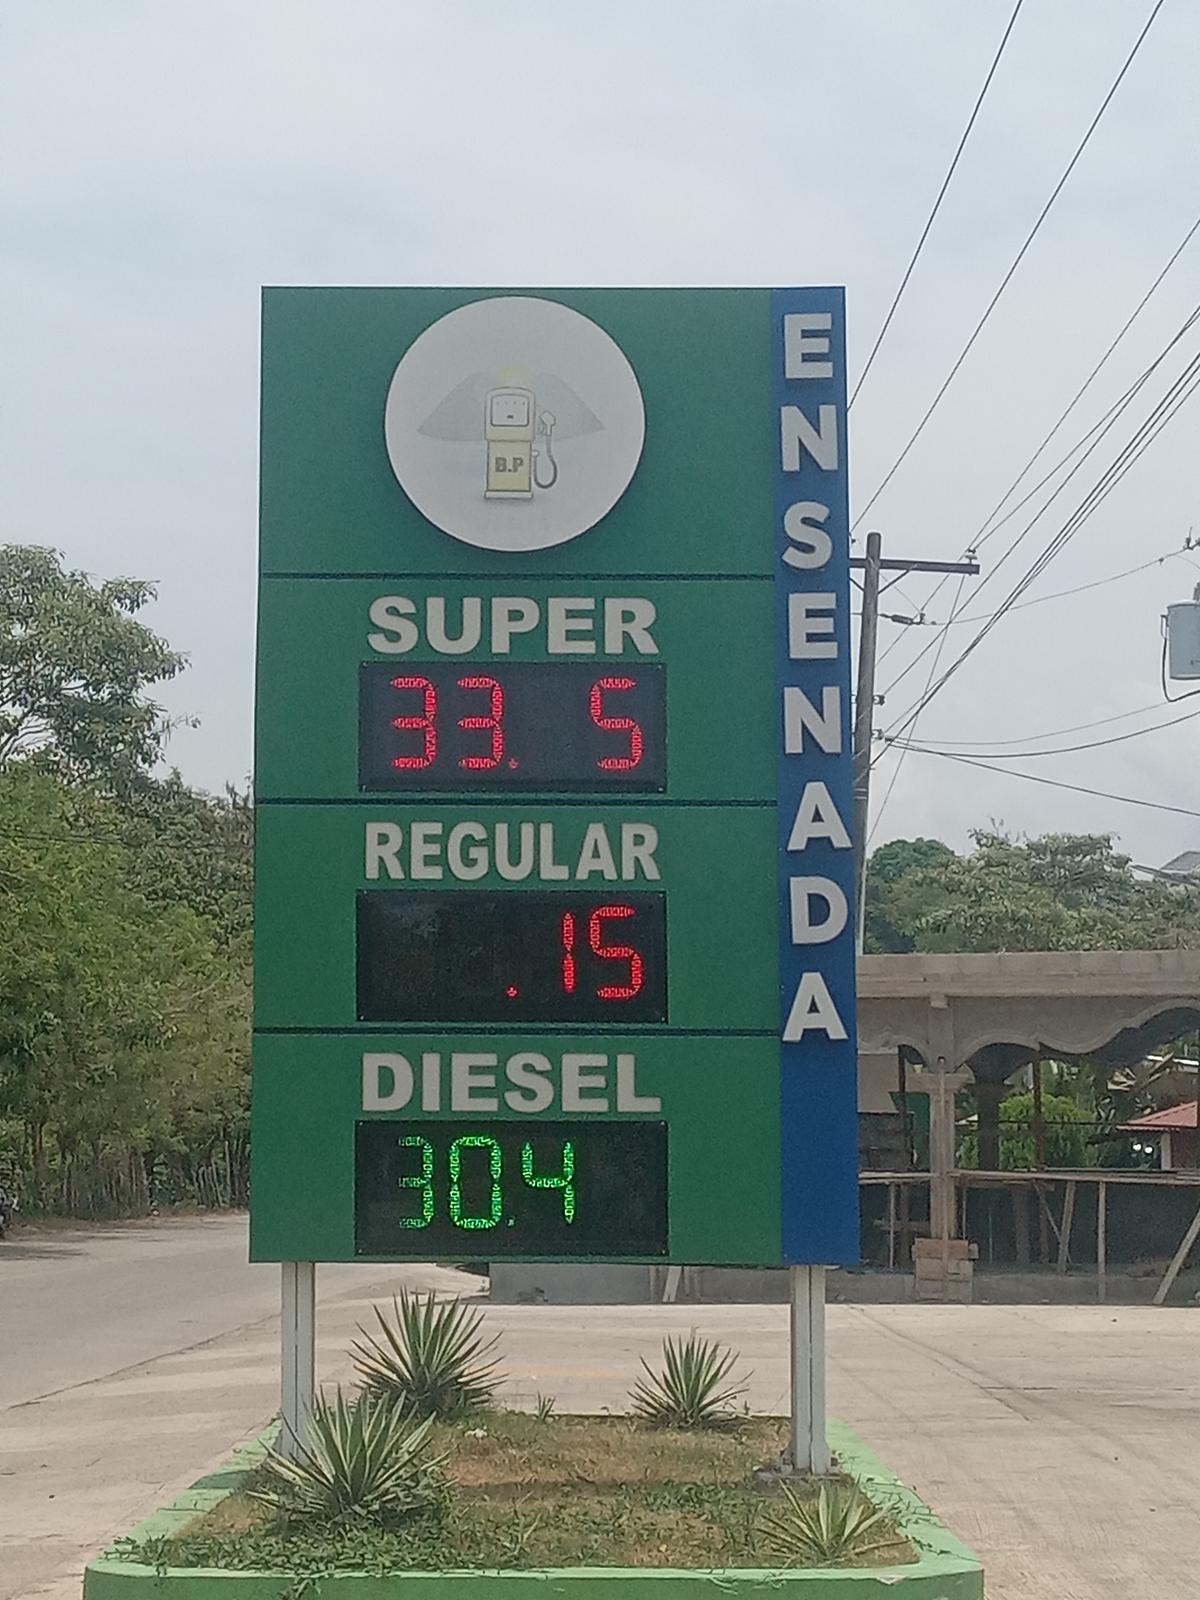 B.P
ENSENADA
SUPER
33. 5
REGULAR
.15
DIESEL
30.4